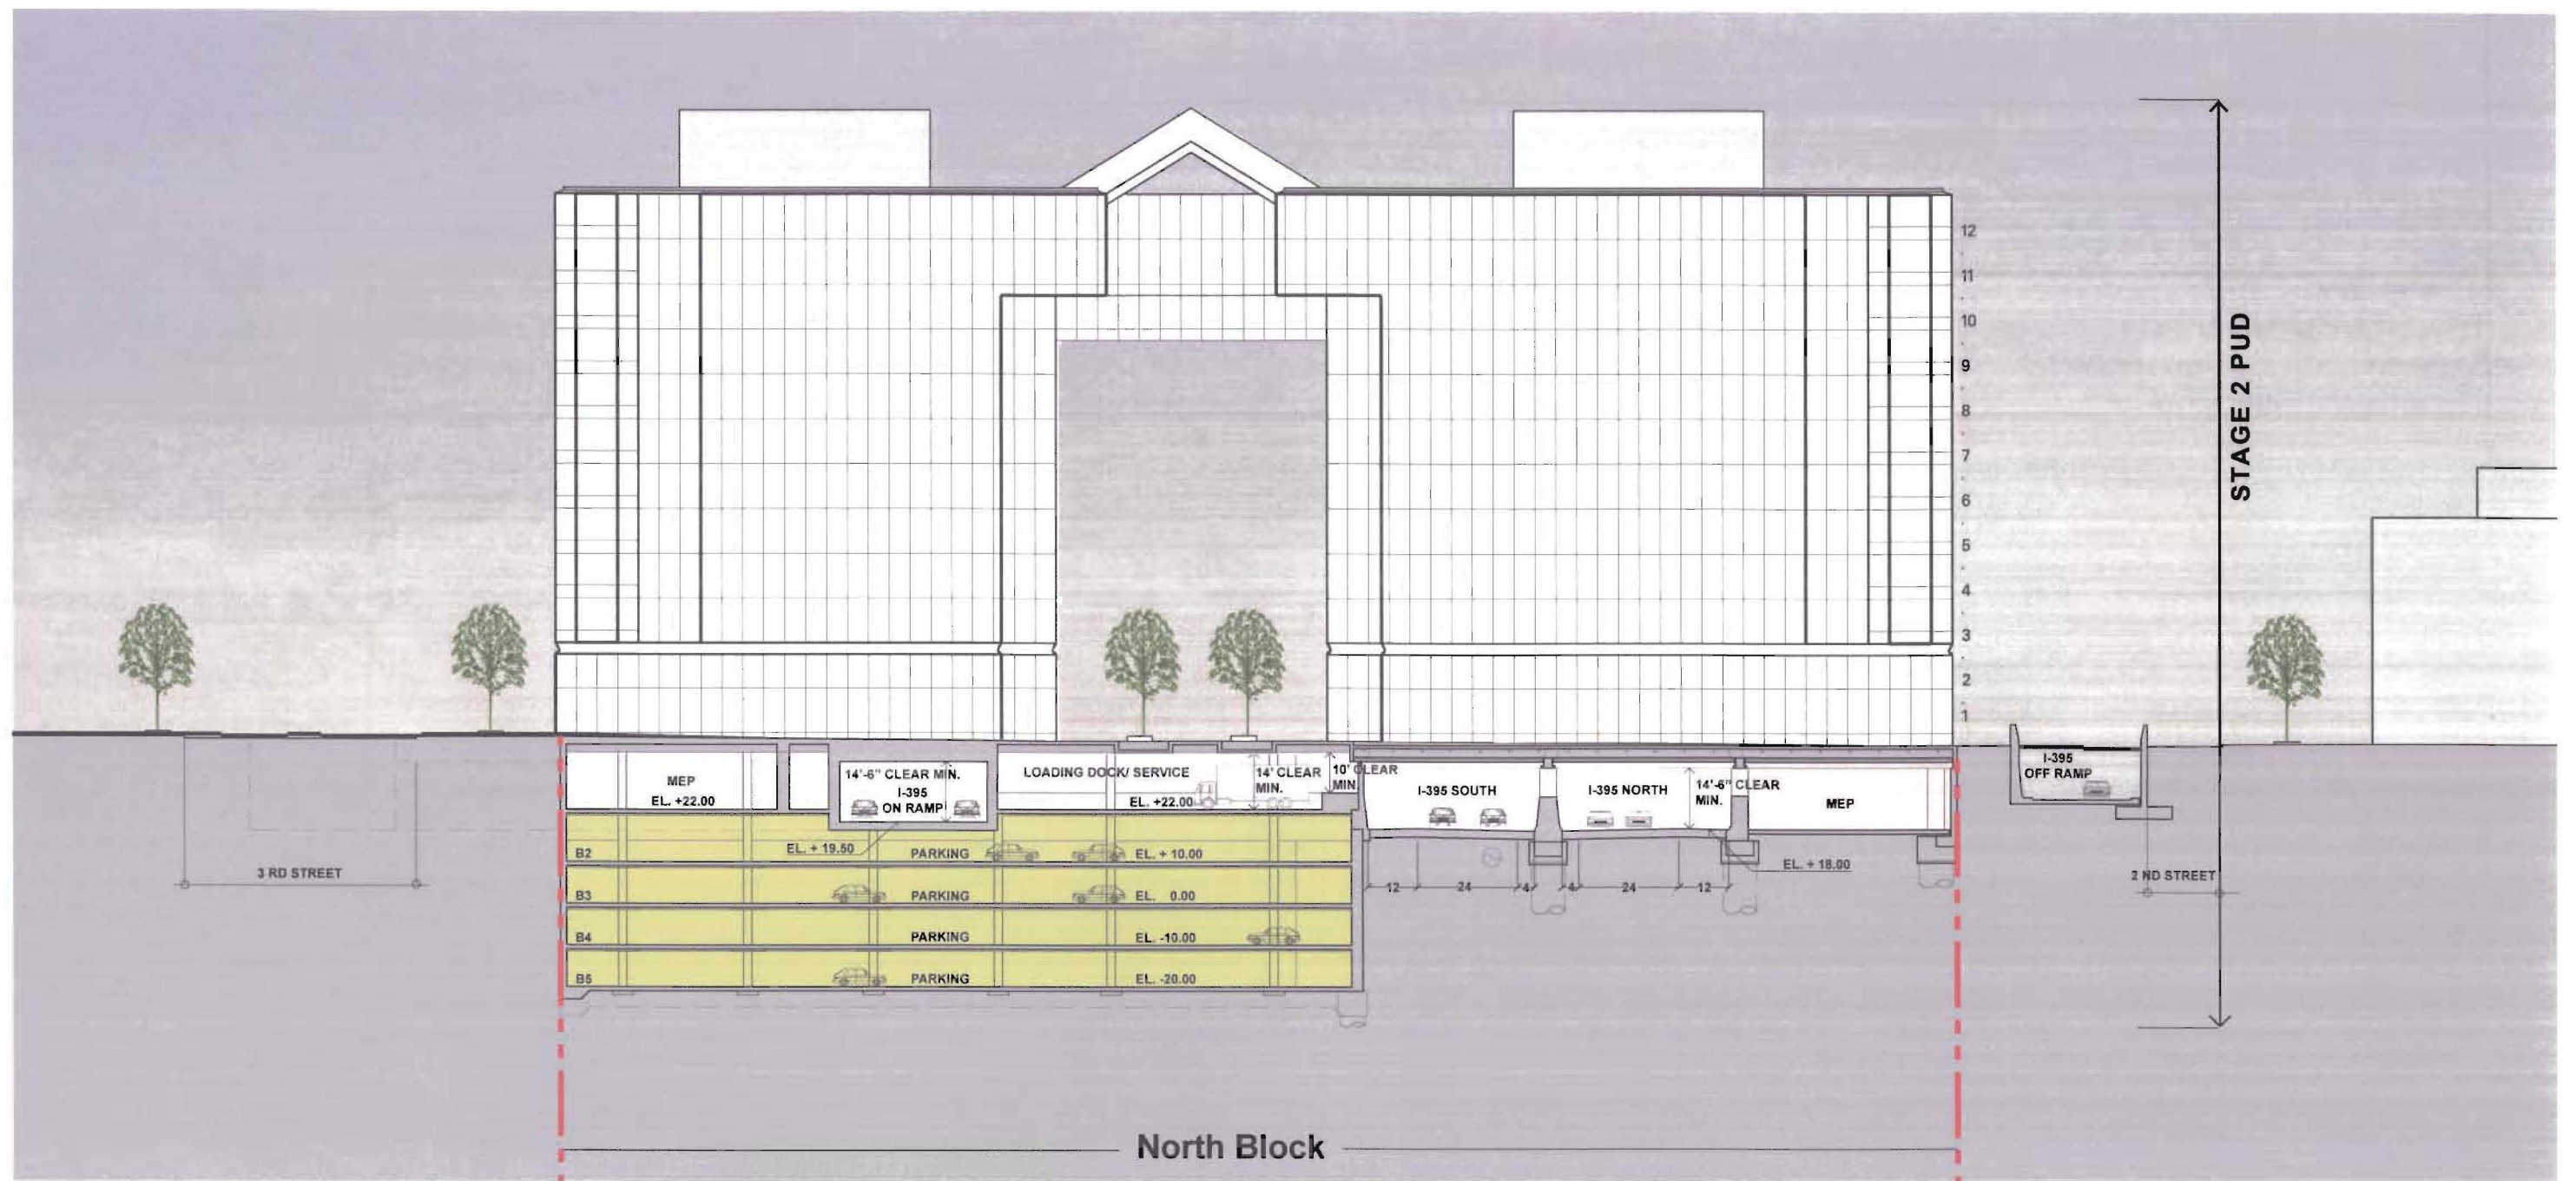 12
11
10
9
8
7
6
5
4
3
2
1
STAGE 2 PUD
MEP
EL. +22.00
14'-6" CLEAR MIN.
I-395
ON RAMP
LOADING DOCK/ SERVICE
EL. +22.00
14' CLEAR
MIN.
10' CLEAR
MIN.
I-395 SOUTH
I-395 NORTH
14'-6" CLEAR
MIN.
MEP
I-395
OFF RAMP
B2
EL. + 19.50
PARKING
EL. + 10.00
EL. + 18.00
3 RD STREET
2 ND STREET
12
24
4
4
24
12
B3
PARKING
EL. 0.00
B4
PARKING
EL. -10.00
B5
PARKING
EL. -20.00
North Block